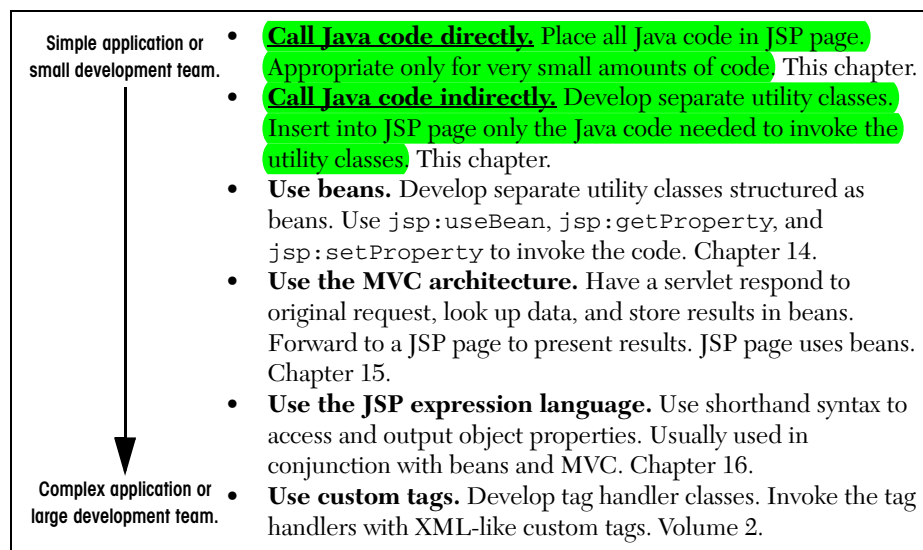 Simple application or
small development team.
• Call Java code directly. Place all Java code in JSP page.
Appropriate only for very small amounts of code. This chapter.
• Call Java code indirectly. Develop separate utility classes.
Insert into JSP page only the Java code needed to invoke the
utility classes. This chapter.
• Use beans. Develop separate utility classes structured as
beans. Use jsp:useBean, jsp:getProperty, and
jsp:setProperty to invoke the code. Chapter 14.
• Use the MVC architecture. Have a servlet respond to
original request, look up data, and store results in beans.
Forward to a JSP page to present results. JSP page uses beans.
Chapter 15.
• Use the JSP expression language. Use shorthand syntax to
access and output object properties. Usually used in
conjunction with beans and MVC. Chapter 16.
Complex application or
large development team.
• Use custom tags. Develop tag handler classes. Invoke the tag
handlers with XML-like custom tags. Volume 2.